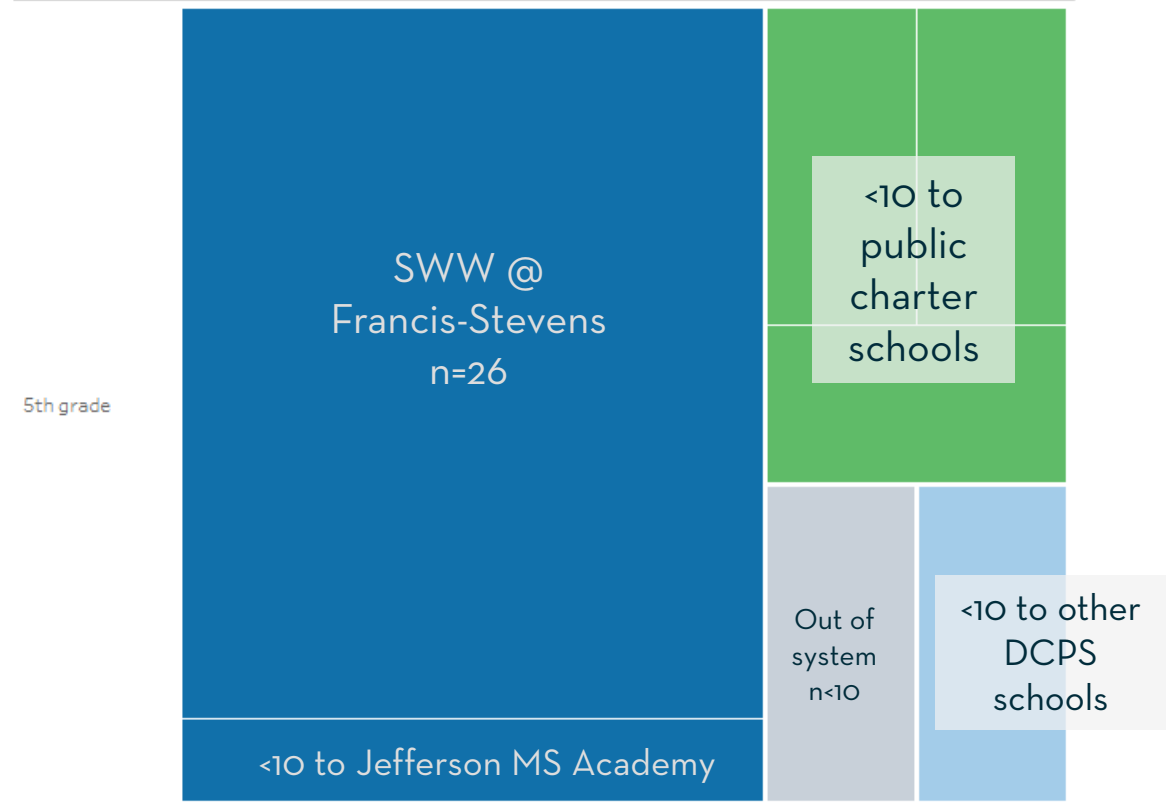 5th grade
SWW @
Francis-Stevens
n=26
<10 to Jefferson MS Academy
<10 to
public
charter
schools
Out of
system
n<10
<10 to other
DCPS
schools